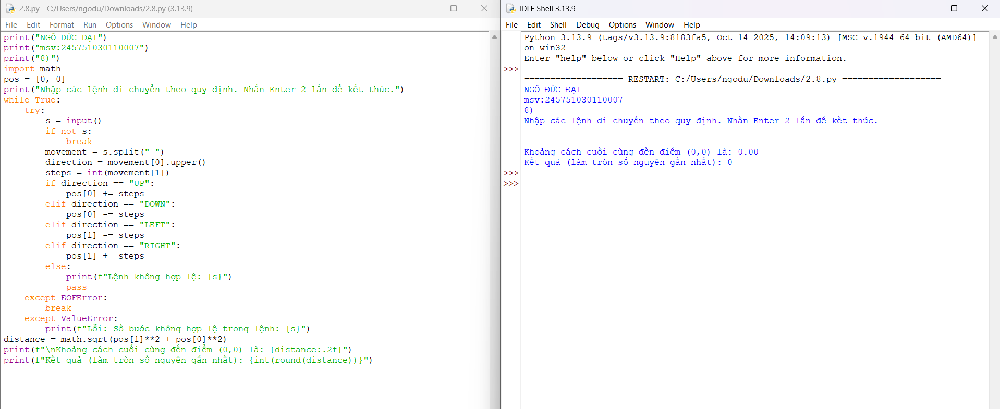 2.8.py - C:/Users/ngodu/Downloads/2.8.py (3.13.9)
File Edit Format Run Options Window Help
print("NGÔ ĐỨC ĐẠI")
print("msv:245751030110007")
print("8)")
import math
pos = [0, 0]
print("Nhập các lệnh di chuyển theo quy định. Nhấn Enter 2 lần để kết thúc.")
while True:
    try:
        s = input()
        if not s:
            break
        movement = s.split(" ")
        direction = movement[0].upper()
        steps = int(movement[1])
        if direction == "UP":
            pos[0] += steps
        elif direction == "DOWN":
            pos[0] -= steps
        elif direction == "LEFT":
            pos[1] -= steps
        elif direction == "RIGHT":
            pos[1] += steps
        else:
            print(f"Lệnh không hợp lệ: {s}")
            pass
    except EOFError:
        break
    except ValueError:
        print(f"Lỗi: Số bước không hợp lệ trong lệnh: {s}")
distance = math.sqrt(pos[1]**2 + pos[0]**2)
print(f"\nKhoảng cách cuối cùng đến điểm (0,0) là: {distance:.2f}")
print(f"Kết quả (làm tròn số nguyên gần nhất): {int(round(distance))}")
IDLE Shell 3.13.9
File Edit Shell Debug Options Window Help
Python 3.13.9 (tags/v3.13.9:8183fa5, Oct 14 2025, 14:09:13) [MSC v.1944 64 bit (AMD64)]
on win32
Enter "help" below or click "Help" above for more information.
>>>
=================== RESTART: C:/Users/ngodu/Downloads/2.8.py ===================
NGÔ ĐỨC ĐẠI
msv:245751030110007
8)
Nhập các lệnh di chuyển theo quy định. Nhấn Enter 2 lần để kết thúc.
Khoảng cách cuối cùng đến điểm (0,0) là: 0.00
Kết quả (làm tròn số nguyên gần nhất): 0
>>>
>>>